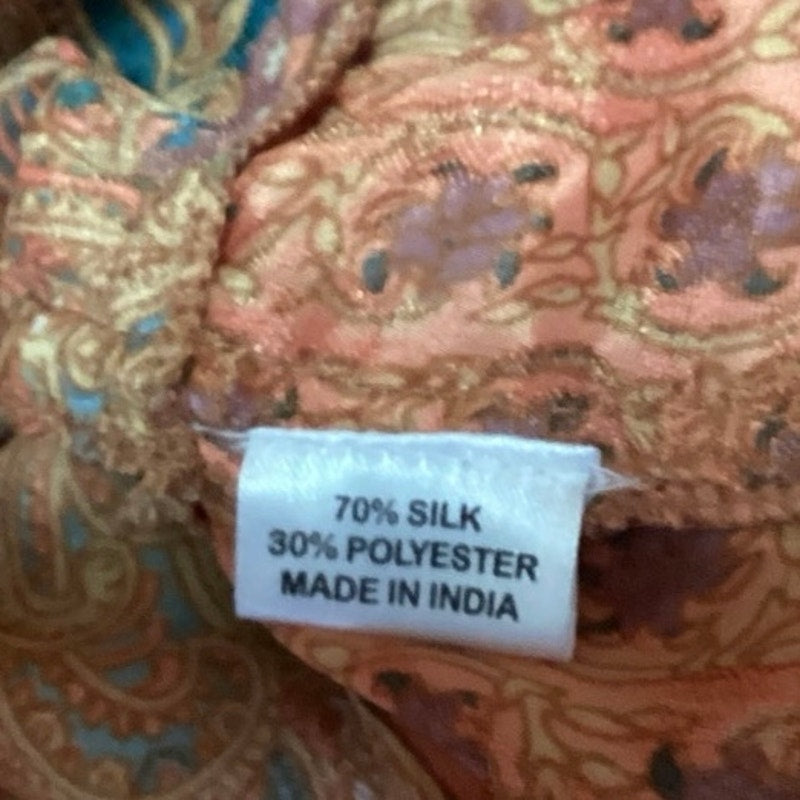 70% SILK
30% POLYESTER
MADE IN INDIA